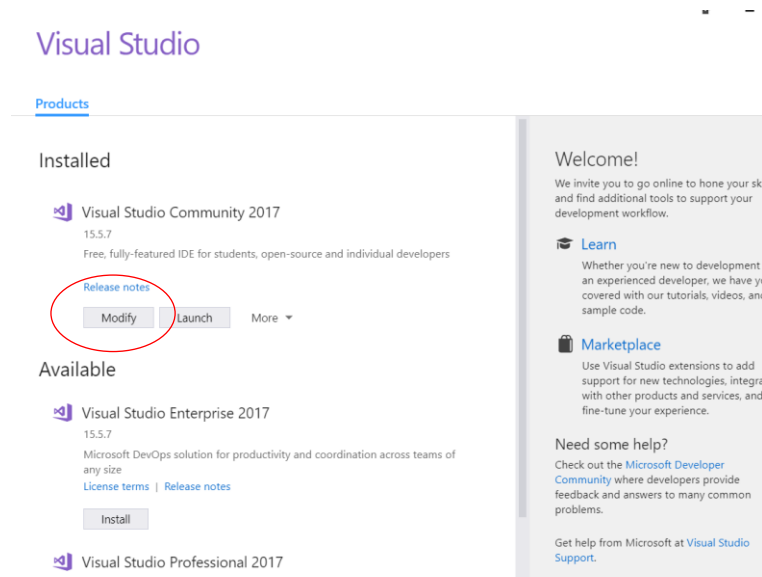 Visual Studio
Products
Installed
Visual Studio Community 2017
15.5.7
Free, fully-featured IDE for students, open-source and individual developers
Release notes
Modify
Launch
More
Available
Visual Studio Enterprise 2017
15.5.7
Microsoft DevOps solution for productivity and coordination across teams of
any size
License terms | Release notes
Install
Visual Studio Professional 2017
Welcome!
We invite you to go online to hone your sk
and find additional tools to support your
development workflow.
Learn
Whether you're new to development
an experienced developer, we have y
covered with our tutorials, videos, and
sample code.
Marketplace
Use Visual Studio extensions to add
support for new technologies, integra
with other products and services, and
fine-tune your experience.
Need some help?
Check out the Microsoft Developer
Community where developers provide
feedback and answers to many common
problems.
Get help from Microsoft at Visual Studio
Support.